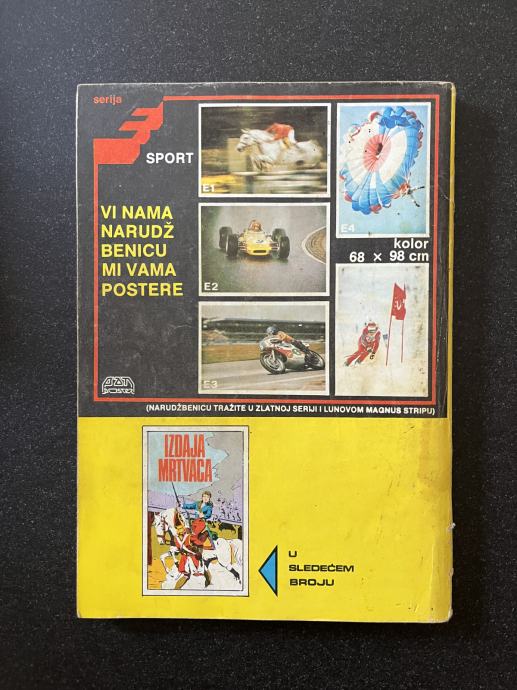 serija
SPORT
VI NAMA
NARUDŽ
BENICU
MI VAMA
POSTERE
E1
E2
E3
E4
kolor
68 × 98 cm
(NARUDŽBENICU TRAŽITE U ZLATNOJ SERIJI I LUNOVOM MAGNUS STRIPU)
IZDAJA
MRTVACA
U
SLEDEĆEM
BROJU